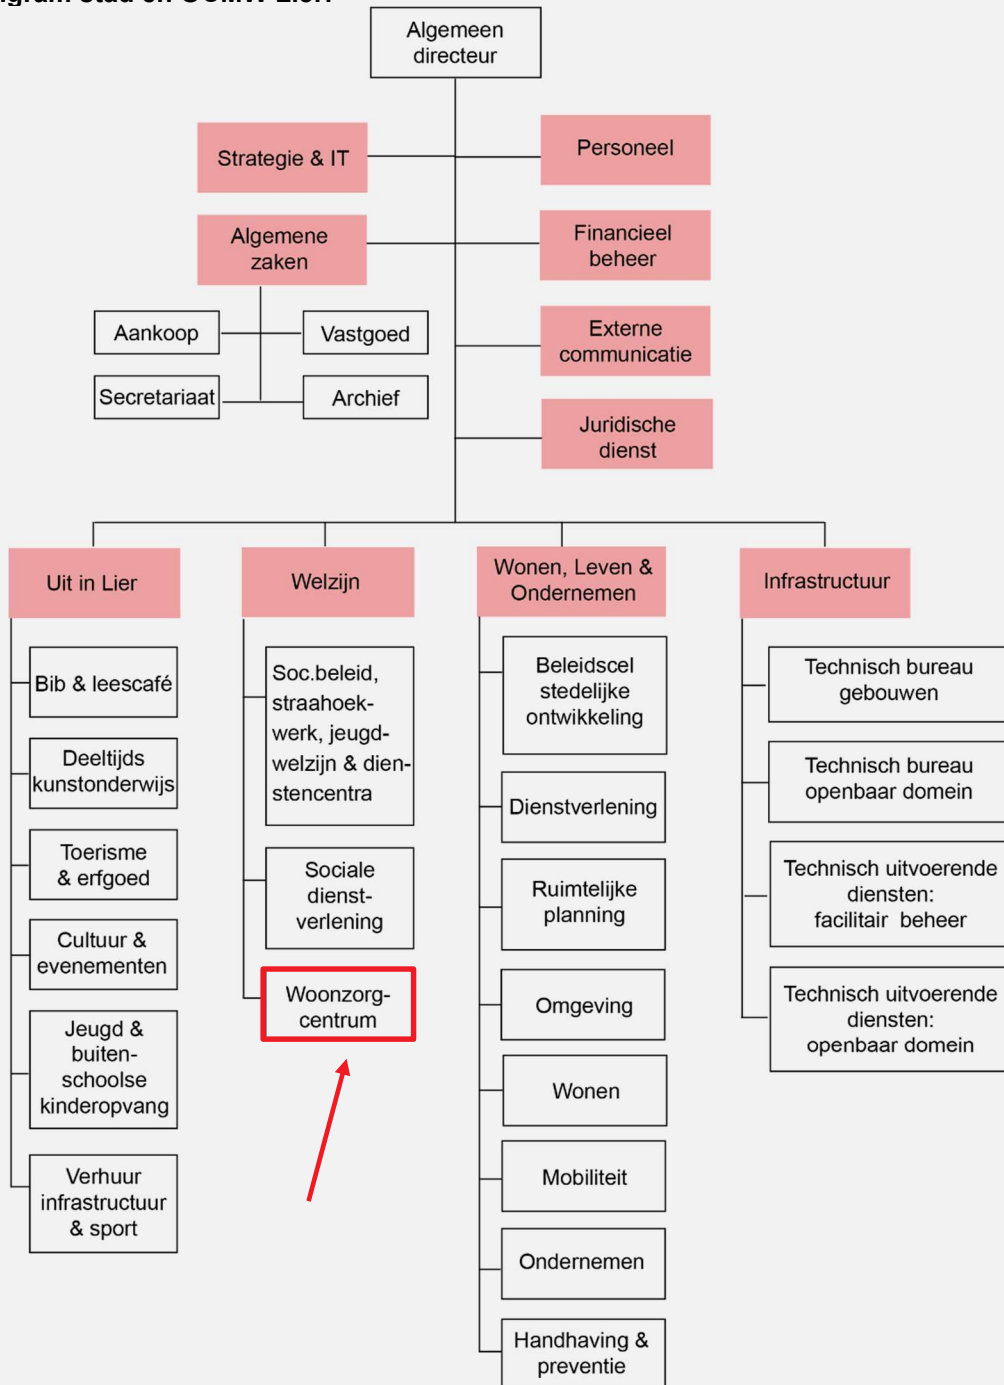 stad en OCMW Lier:
Algemeen
directeur
Strategie & IT
Personeel
Algemene
zaken
Financieel
beheer
Aankoop
Vastgoed
Externe
communicatie
Secretariaat
Archief
Juridische
dienst
Uit in Lier
Welzijn
Wonen, Leven &
Ondernemen
Infrastructuur
Bib & leescafé
Deeltijds
kunstonderwijs
Toerisme
& erfgoed
Cultuur &
evenementen
Jeugd &
buiten-
schoolse
kinderopvang
Verhuur
infrastructuur
& sport
Soc.beleid,
straahoek-
werk, jeugd-
welzijn & dien-
stencentra
Sociale
dienst-
verlening
Woonzorg-
centrum
Beleidscel
stedelijke
ontwikkeling
Dienstverlening
Ruimtelijke
planning
Omgeving
Wonen
Mobiliteit
Ondernemen
Handhaving &
preventie
Technisch bureau
gebouwen
Technisch bureau
openbaar domein
Technisch uitvoerende
diensten:
facilitair beheer
Technisch uitvoerende
diensten:
openbaar domein